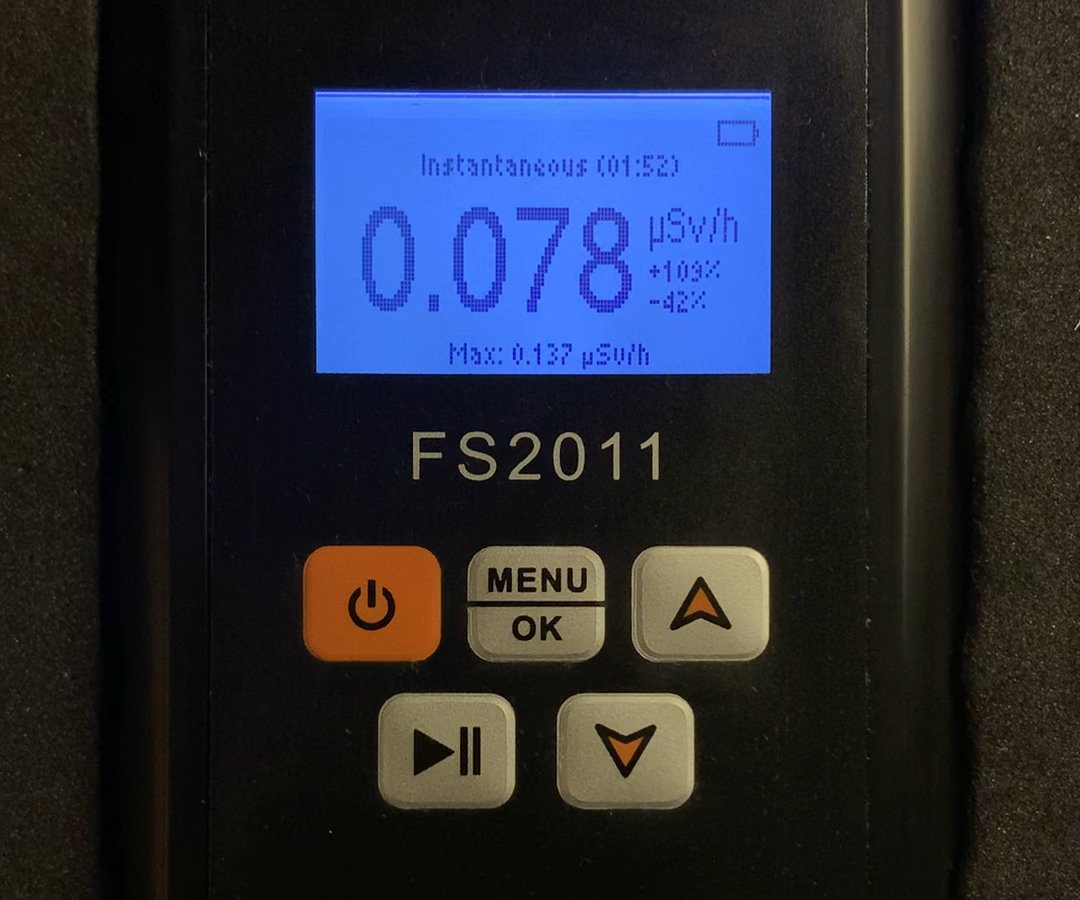 Instantaneous (01:52)
0.078 µSv/h
+109%
-42%
Max: 0.137 µSv/h
FS2011
MENU
OK